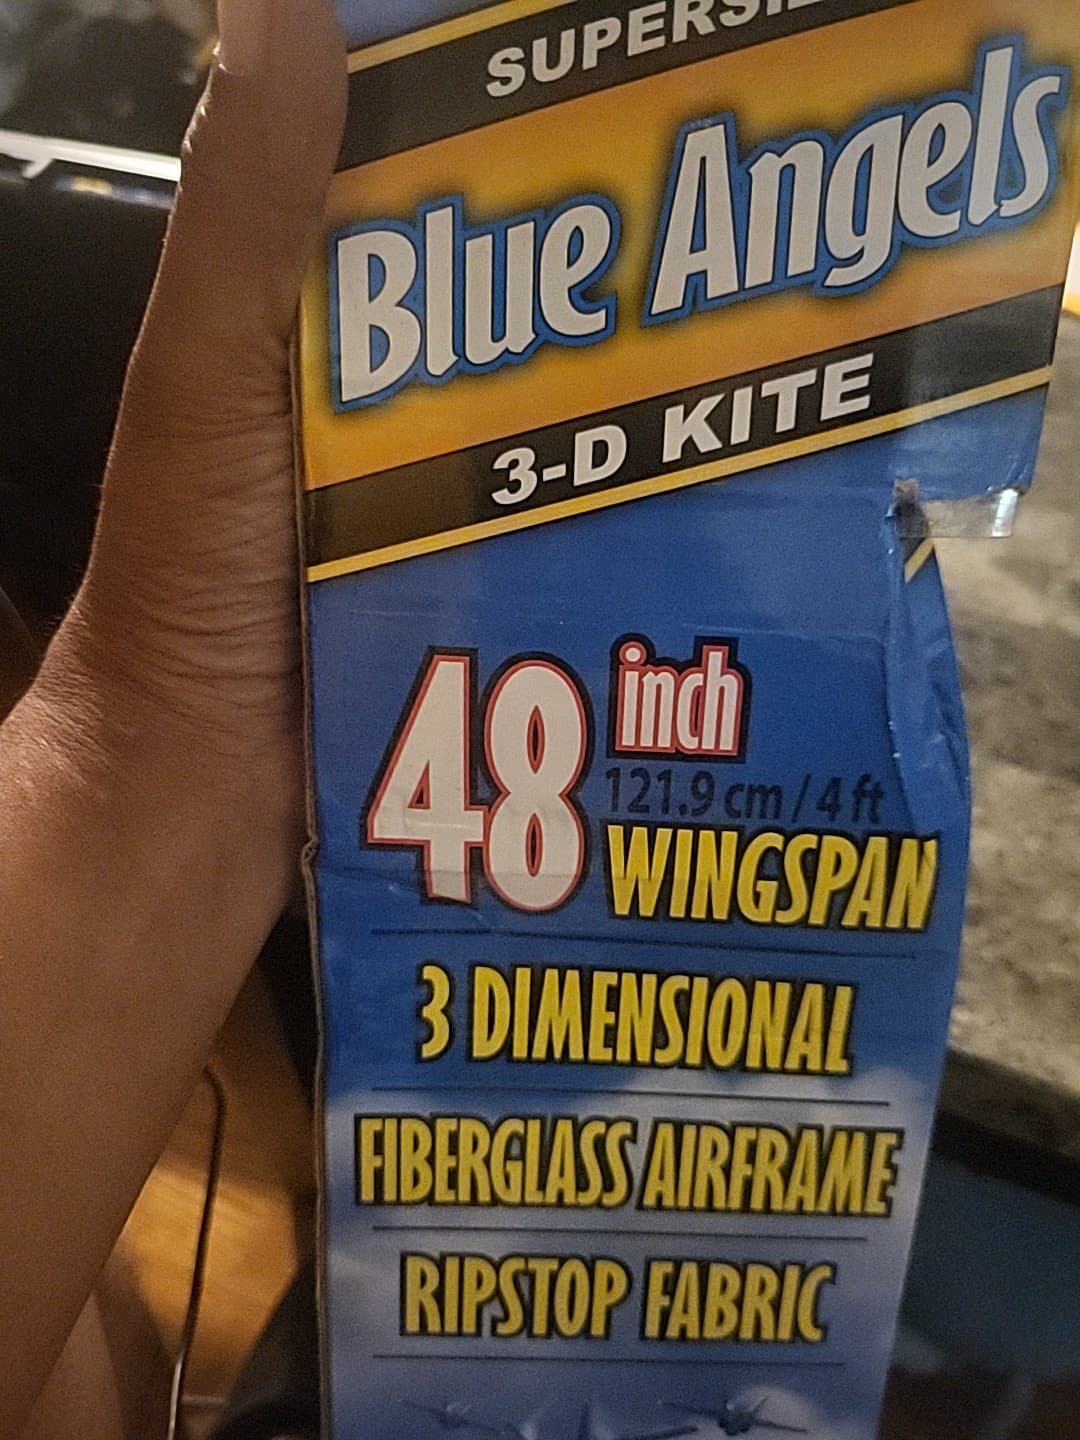 Blue Angels
3-D KITE
48 inch
121.9 cm / 4 ft
WINGSPAN
3 DIMENSIONAL
FIBERGLASS AIRFRAME
RIPSTOP FABRIC